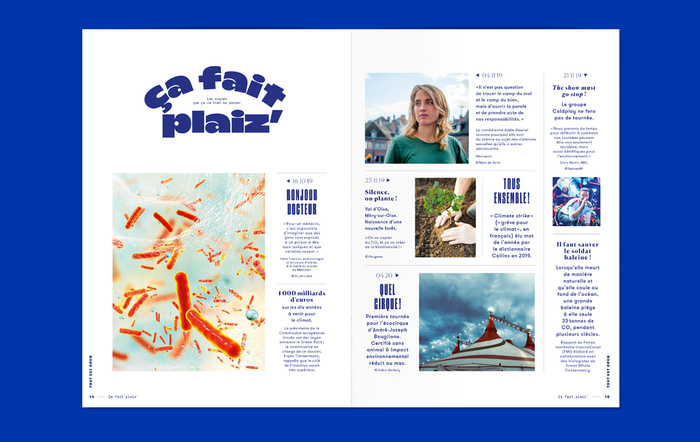 Ça fait
plaiz'
Les signes
que ça va bien se passer
16 10 19
BONJOUR
DOCTEUR
«Pour un médecin,
c'est impossible
d'imaginer que des
gens sont exposés
à un poison à des
taux toxiques et que
certains savent.»
1000 milliards
d'euros
sur les dix années
à venir pour
le climat.
La présidente de la
Commission européenne
Ursula von der Leyen
annonce le Green Pact ;
le commissaire en
charge de ce dossier,
Frans Timmermans,
rappelle que le coût
de l'inaction serait
très supérieur
TOUT EST OPEN
14
Ça fait plaiz'
04 11 19
«Il n'est pas question
de tracer le camp du mal
et le camp du bien,
mais d'ouvrir la parole
et de prendre acte de
nos responsabilités.»
La comédienne Adèle Haenel
raconte pourquoi elle sort
du silence au sujet des violences
sexuelles qu'elle a subies
adolescente.
Mediapart
21 11 19
The show must
go stop !
Le groupe
Coldplay ne fera
pas de tournée.
«Nous prenons du temps
pour réfléchir à comment
nos tournées peuvent
être non seulement
durables, mais
aussi bénéfiques pour
l'environnement.»
Chris Martin, BBC.
25 11 19
Silence,
on plante !
Val d'Oise,
Méry-sur-Oise.
Naissance d'une
nouvelle forêt.
«On va capter
du CO₂ et ça va créer
de la biodiversité !»
TOUS
ENSEMBLE!
«Climate strike»
(«grève pour
le climat», en
français) élu mot
de l'année par le
dictionnaire
Collins en 2019.
Il faut sauver
le soldat
baleine !
Lorsqu'elle meurt
de manière
naturelle et
qu'elle coule au
fond de l'océan,
une grande
baleine piège
à elle seule
33 tonnes de
CO₂ pendant
plusieurs siècles.
Rapport du Fonds
monétaire international
(FMI) élaboré en
collaboration avec
des biologistes de
Great Whale
Conservancy.
04 20
QUEL
CIRQUE!
Première tournée
pour l'écocirque
d'André-Joseph
Bouglione.
Certifié sans
animal & impact
environnemental
réduit au max.
TOUT EST OPEN
Ça fait plaiz'
15